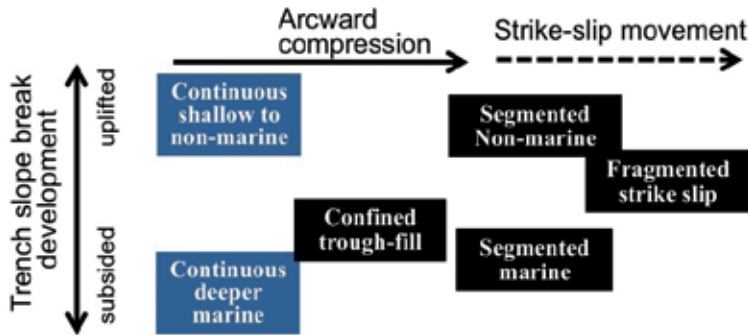 Arcward
compression
Strike-slip movement
Trench slope break
development
uplifted
subsided
Continuous
shallow to
non-marine
Segmented
Non-marine
Fragmented
strike slip
Confined
trough-fill
Continuous
deeper
marine
Segmented
marine